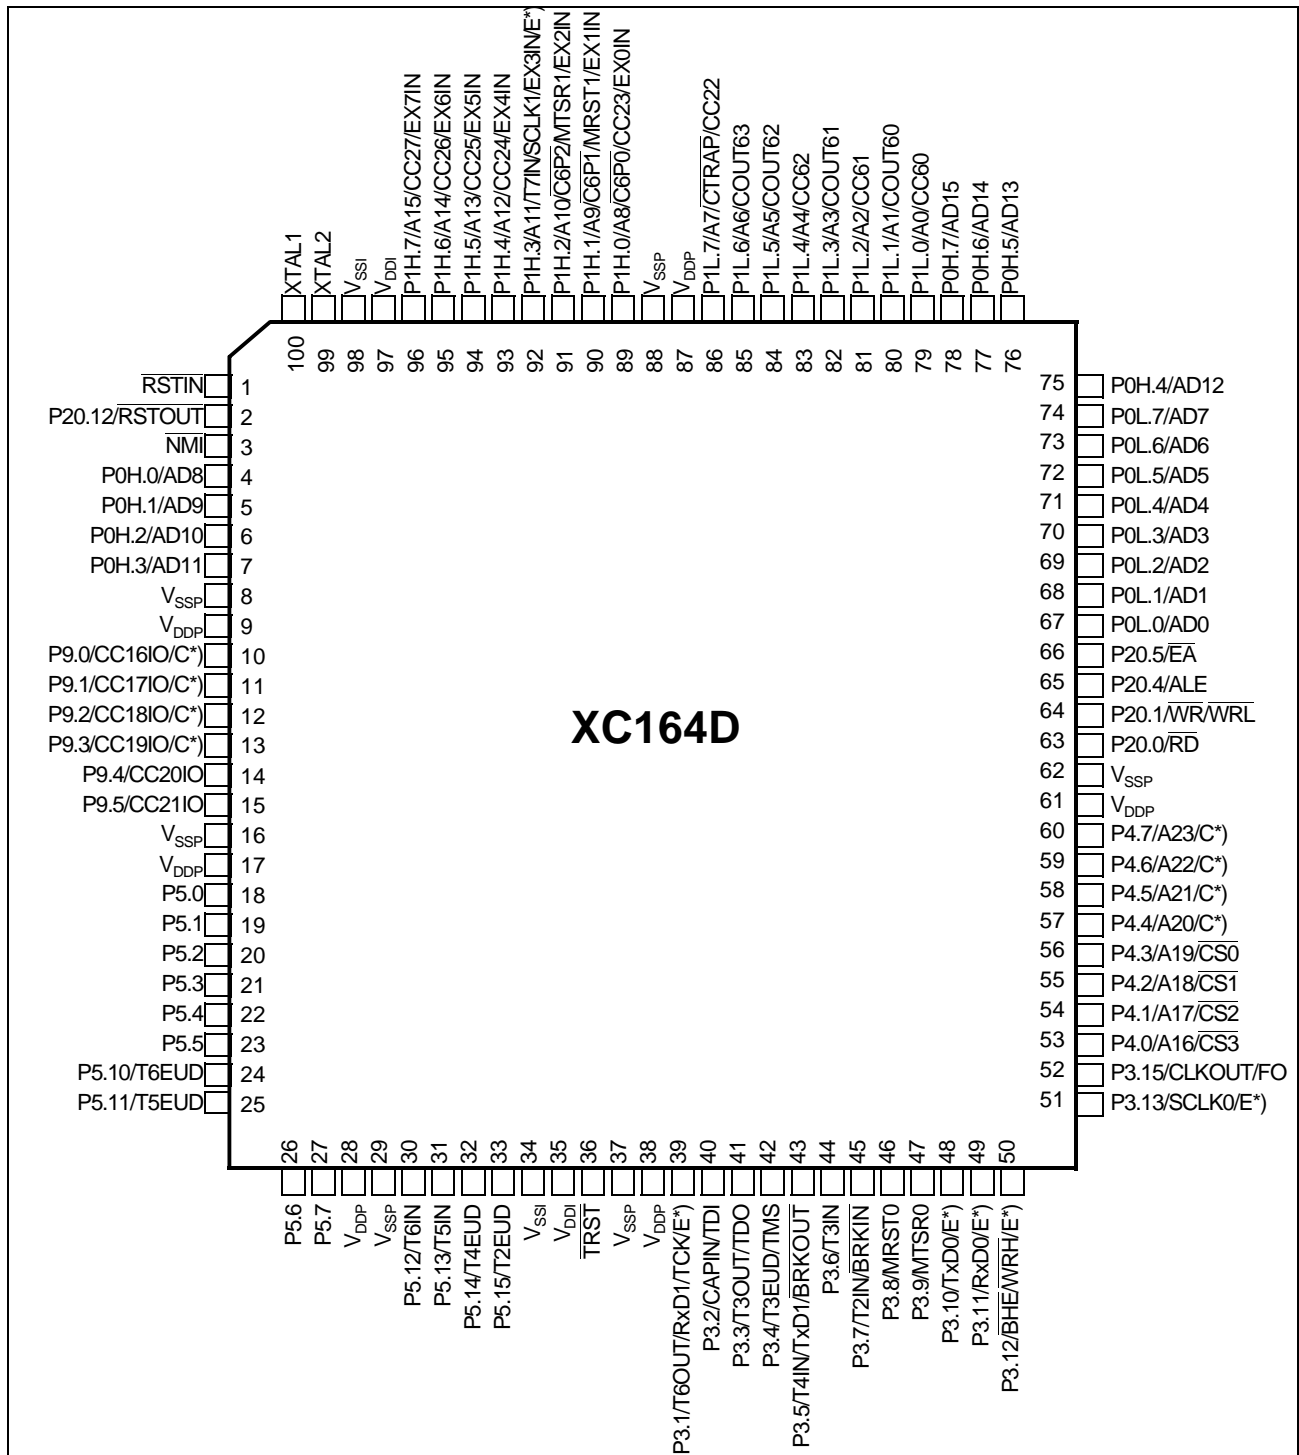 XTAL1
XTAL2
VSSI
VDDI
P1H.7/A15/CC27/EX7IN
P1H.6/A14/CC26/EX6IN
P1H.5/A13/CC25/EX5IN
P1H.4/A12/CC24/EX4IN
P1H.3/A11/T7IN/SCLK1/EX3IN/E*)
P1H.2/A10/C6P2/MTSR1/EX2IN
P1H.1/A9/C6P1/MRST1/EX1IN
P1H.0/A8/C6P0/CC23/EX0IN
VSSP
VDDP
P1L.7/A7/CTRAP/CC22
P1L.6/A6/COUT63
P1L.5/A5/COUT62
P1L.4/A4/CC62
P1L.3/A3/COUT61
P1L.2/A2/CC61
P1L.1/A1/COUT60
P1L.0/A0/CC60
P0H.7/AD15
P0H.6/AD14
P0H.5/AD13
100
99
98
97
96
95
94
93
92
91
90
89
88
87
86
85
84
83
82
81
80
79
78
77
76
RSTIN 1
P20.12/RSTOUT 2
NMI 3
P0H.0/AD8 4
P0H.1/AD9 5
P0H.2/AD10 6
P0H.3/AD11 7
VSSP 8
VDDP 9
P9.0/CC16IO/C*) 10
P9.1/CC17IO/C*) 11
P9.2/CC18IO/C*) 12
P9.3/CC19IO/C*) 13
P9.4/CC20IO 14
P9.5/CC21IO 15
VSSP 16
VDDP 17
P5.0 18
P5.1 19
P5.2 20
P5.3 21
P5.4 22
P5.5 23
P5.10/T6EUD 24
P5.11/T5EUD 25
XC164D
75 P0H.4/AD12
74 P0L.7/AD7
73 P0L.6/AD6
72 P0L.5/AD5
71 P0L.4/AD4
70 P0L.3/AD3
69 P0L.2/AD2
68 P0L.1/AD1
67 P0L.0/AD0
66 P20.5/EA
65 P20.4/ALE
64 P20.1/WR/WRL
63 P20.0/RD
62 VSSP
61 VDDP
60 P4.7/A23/C*)
59 P4.6/A22/C*)
58 P4.5/A21/C*)
57 P4.4/A20/C*)
56 P4.3/A19/CS0
55 P4.2/A18/CS1
54 P4.1/A17/CS2
53 P4.0/A16/CS3
52 P3.15/CLKOUT/FO
51 P3.13/SCLK0/E*)
26
27
28
29
30
31
32
33
34
35
36
37
38
39
40
41
42
43
44
45
46
47
48
49
50
P5.6
P5.7
VDDP
VSSP
P5.12/T6IN
P5.13/T5IN
P5.14/T4EUD
P5.15/T2EUD
VSSI
VDDI
TRST
VSSP
VDDP
P3.1/T6OUT/RxD1/TCK/E*)
P3.2/CAPIN/TDI
P3.3/T3OUT/TDO
P3.4/T3EUD/TMS
P3.5/T4IN/TxD1/BRKOUT
P3.6/T3IN
P3.7/T2IN/BRKIN
P3.8/MRST0
P3.9/MTSR0
P3.10/TxD0/E*)
P3.11/RxD0/E*)
P3.12/BHE/WRH/E*)